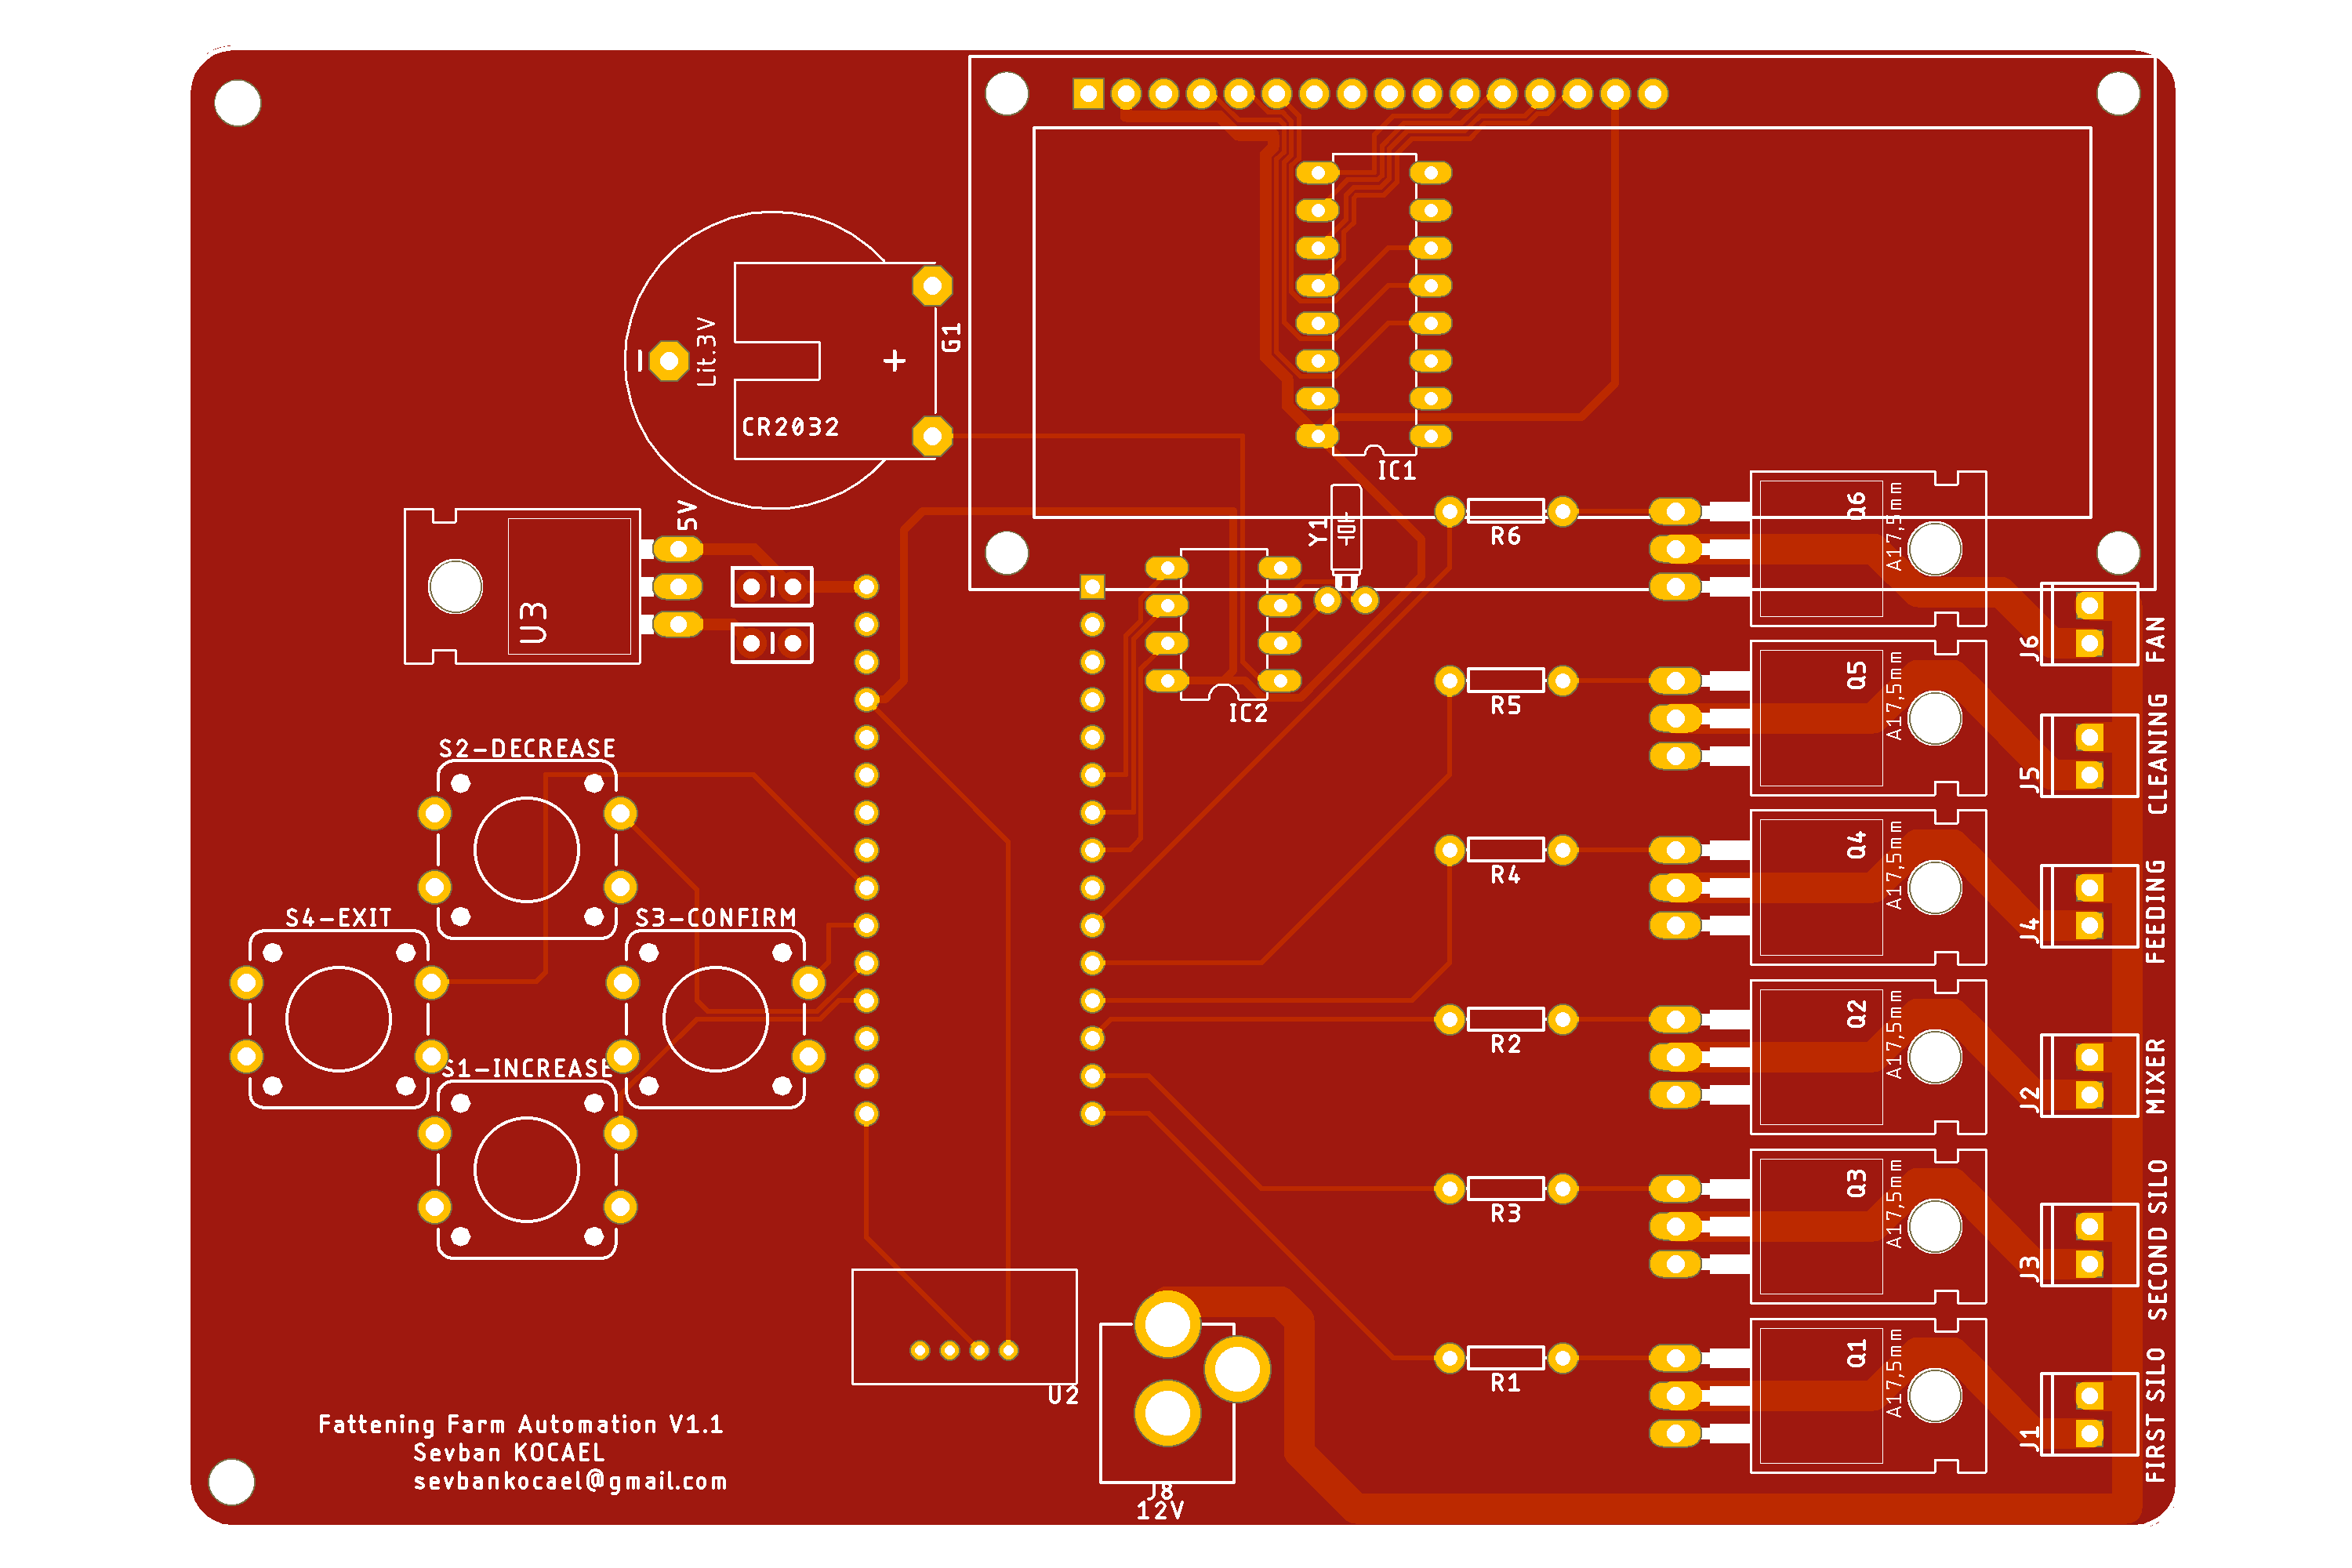 G1
Lit.3V
-
+
CR2032
IC1
5V
U3
Y1
R6
Q6
A17,5mm
J6
FAN
IC2
R5
Q5
A17,5mm
J5
CLEANING
S2-DECREASE
R4
Q4
A17,5mm
J4
FEEDING
S4-EXIT
S3-CONFIRM
R2
Q2
A17,5mm
J2
MIXER
S1-INCREASE
R3
Q3
A17,5mm
J3
SECOND SILO
R1
Q1
A17,5mm
J1
FIRST SILO
U2
J8
12V
Fattening Farm Automation V1.1
Sevban KOCAEL
sevbankocael@gmail.com